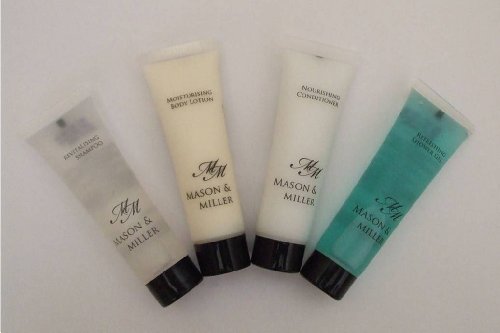 REVITALISING
SHAMPOO
MM
MASON &
MILLER
MOISTURISING
BODY LOTION
MM
MASON &
MILLER
NOURISHING
CONDITIONER
MM
MASON &
MILLER
REFRESHING
SHOWER GEL
MM
MASON &
MILLER